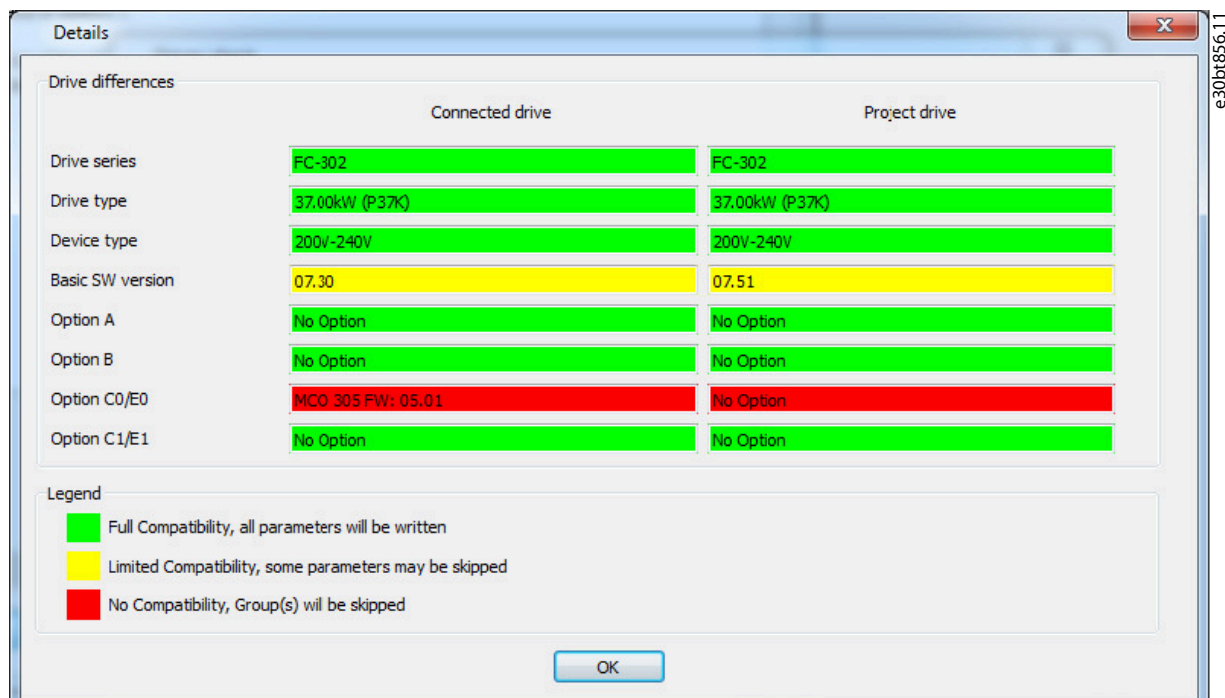 Details
e30bt856.11
Drive differences
Connected drive Project drive
Drive series FC-302 FC-302
Drive type 37.00kW (P37K) 37.00kW (P37K)
Device type 200V-240V 200V-240V
Basic SW version 07.30 07.51
Option A No Option No Option
Option B No Option No Option
Option C0/E0 MCO 305 FW: 05.01 No Option
Option C1/E1 No Option No Option
Legend
Full Compatibility, all parameters will be written
Limited Compatibility, some parameters may be skipped
No Compatibility, Group(s) wil be skipped
OK